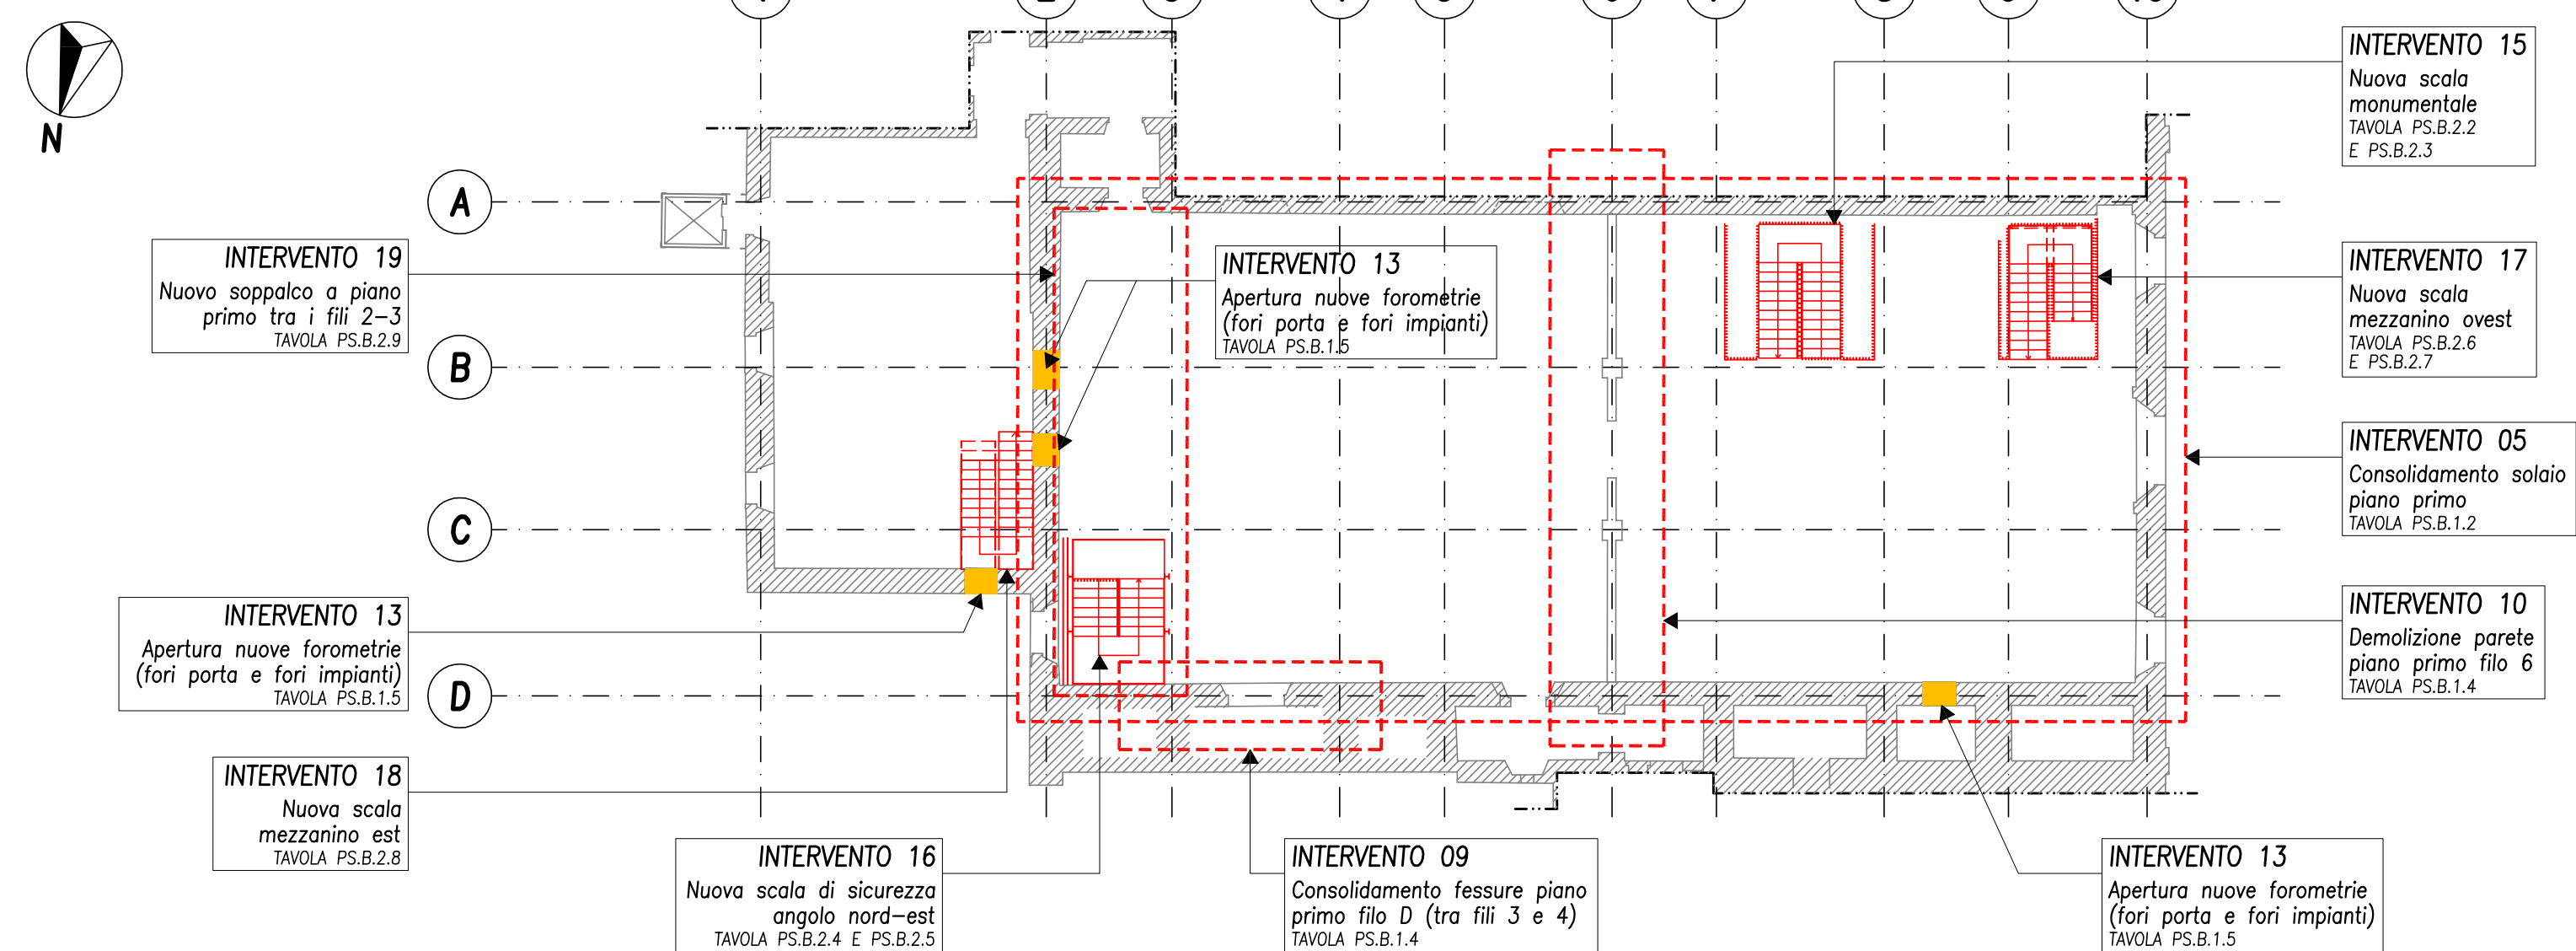 N
A
B
C
D
INTERVENTO 15
Nuova scala
monumentale
TAVOLA PS.B.2.2
E PS.B.2.3
INTERVENTO 19
Nuovo soppalco a piano
primo tra i fili 2-3
TAVOLA PS.B.2.9
INTERVENTO 13
Apertura nuove forometrie
(fori porta e fori impianti)
TAVOLA PS.B.1.5
INTERVENTO 17
Nuova scala
mezzanino ovest
TAVOLA PS.B.2.6
E PS.B.2.7
INTERVENTO 05
Consolidamento solaio
piano primo
TAVOLA PS.B.1.2
INTERVENTO 13
Apertura nuove forometrie
(fori porta e fori impianti)
TAVOLA PS.B.1.5
INTERVENTO 10
Demolizione parete
piano primo filo 6
TAVOLA PS.B.1.4
INTERVENTO 18
Nuova scala
mezzanino est
TAVOLA PS.B.2.8
INTERVENTO 16
Nuova scala di sicurezza
angolo nord-est
TAVOLA PS.B.2.4 E PS.B.2.5
INTERVENTO 09
Consolidamento fessure piano
primo filo D (tra fili 3 e 4)
TAVOLA PS.B.1.4
INTERVENTO 13
Apertura nuove forometrie
(fori porta e fori impianti)
TAVOLA PS.B.1.5